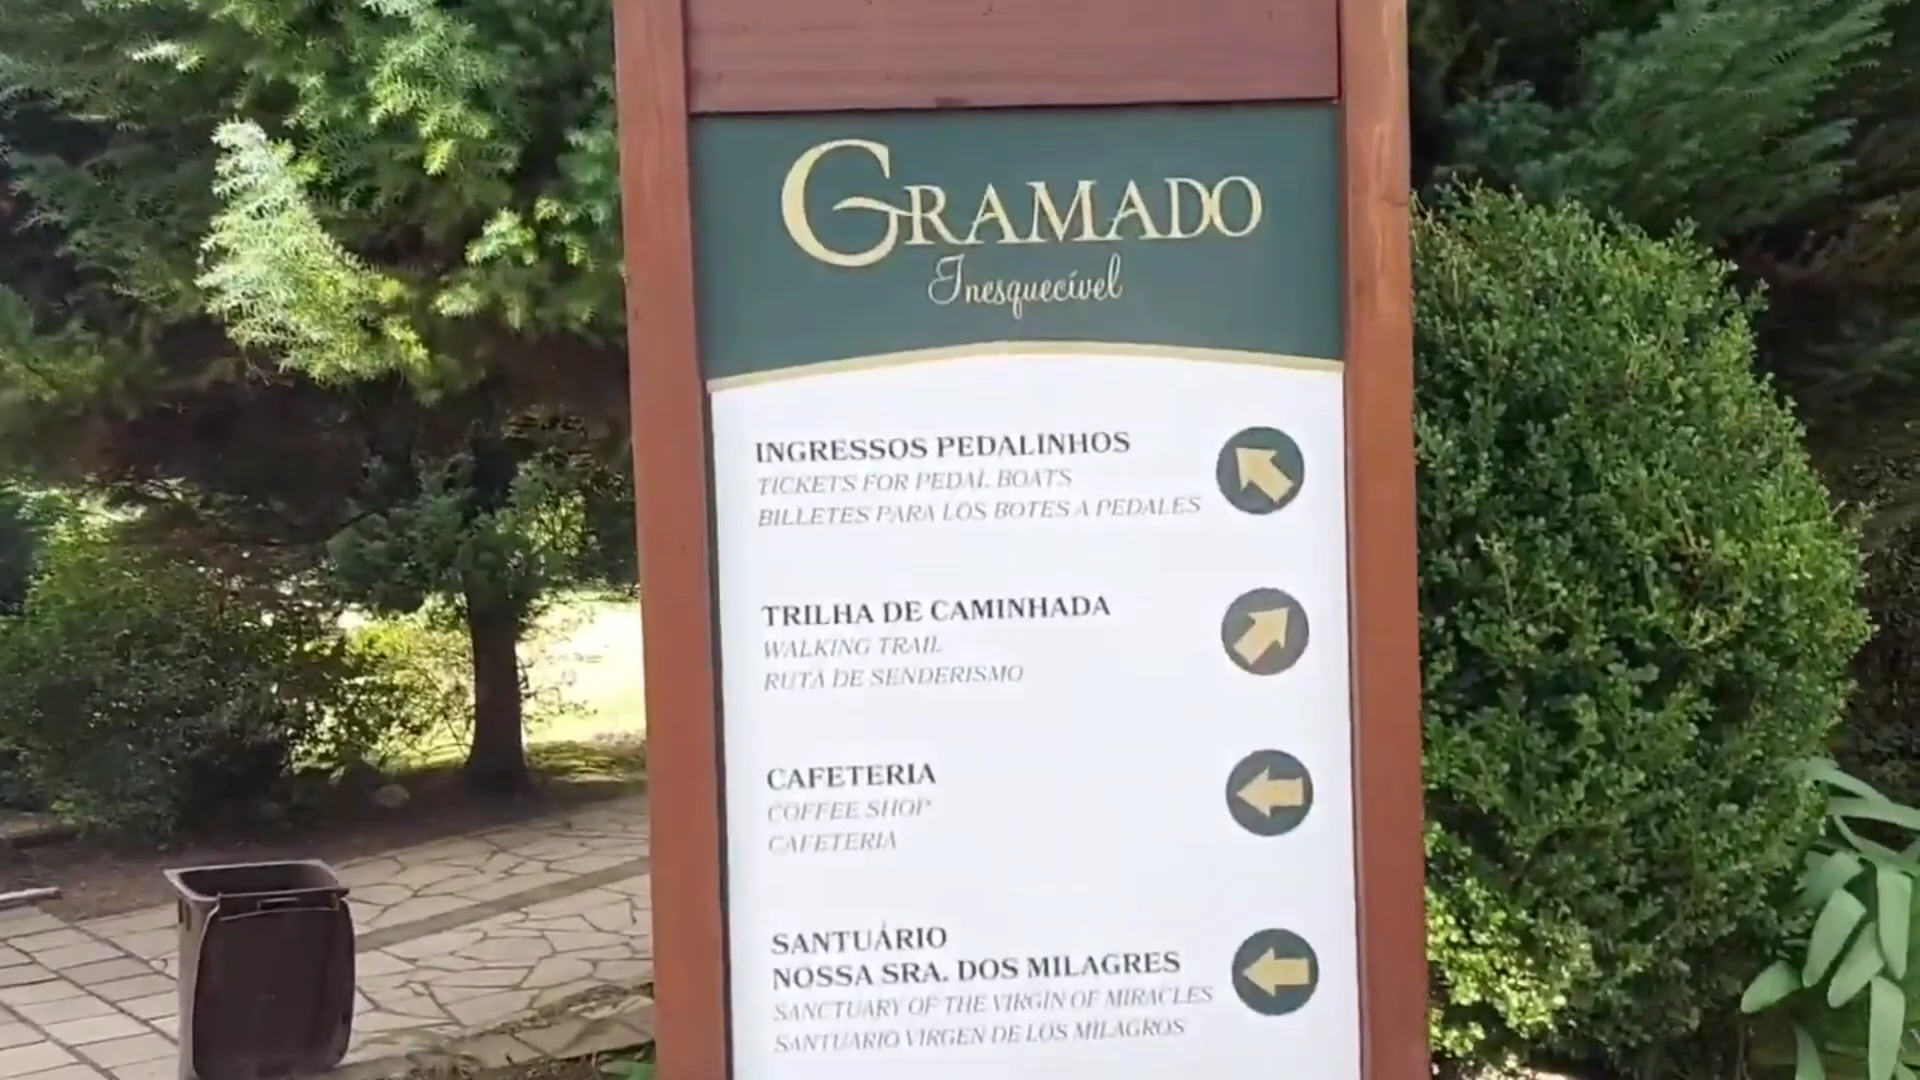 GRAMADO
Inesquecível
INGRESSOS PEDALINHOS
TICKETS FOR PEDAL BOATS
BILLETES PARA LOS BOTES A PEDALES
TRILHA DE CAMINHADA
WALKING TRAIL
RUTA DE SENDERISMO
CAFETERIA
COFFEE SHOP
CAFETERIA
SANTUÁRIO
NOSSA SRA. DOS MILAGRES
SANCTUARY OF THE VIRGIN OF MIRACLES
SANTUARIO VIRGEN DE LOS MILAGROS